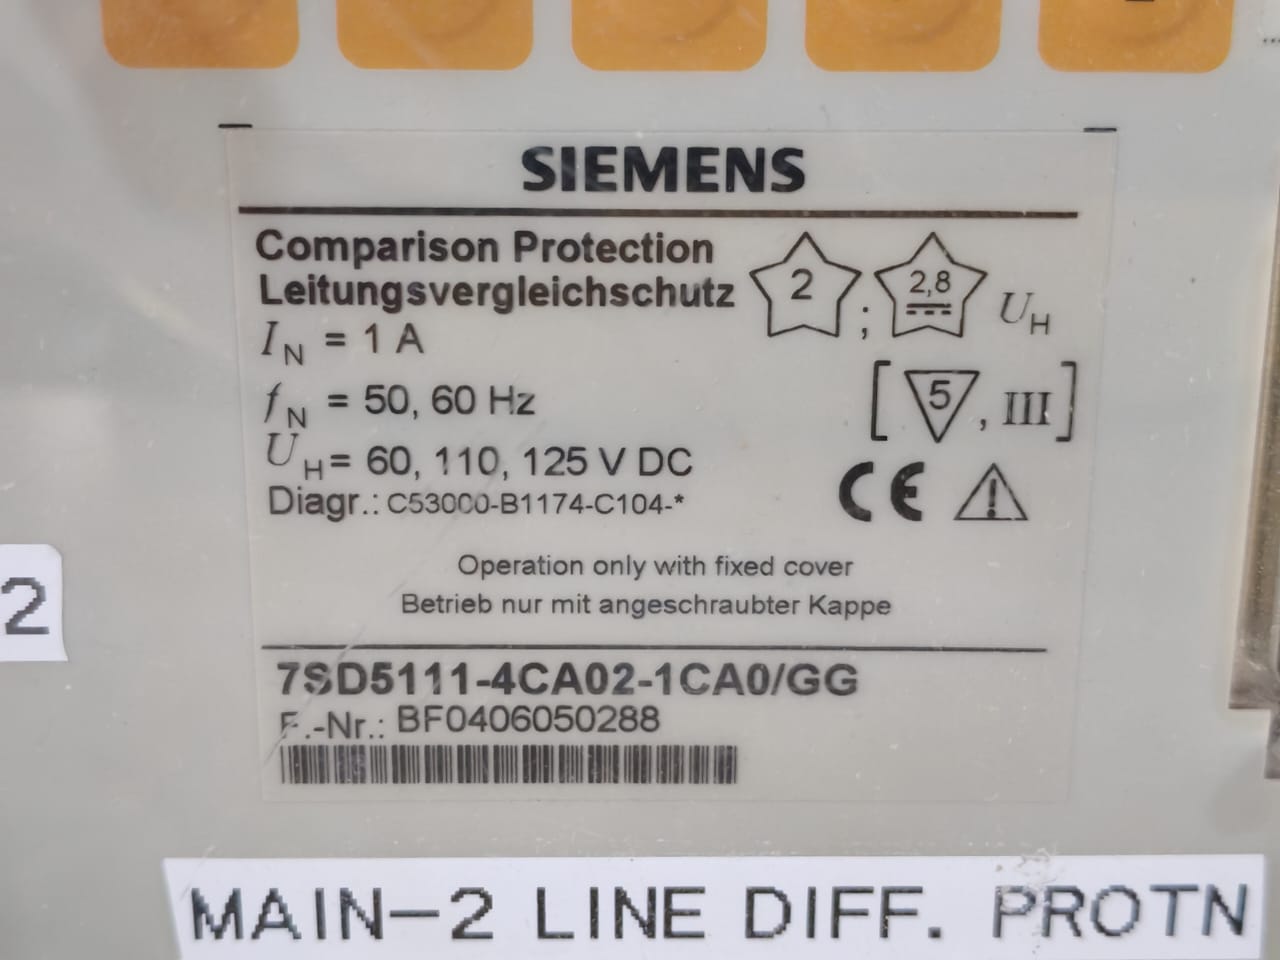 SIEMENS
Comparison Protection
Leitungsvergleichschutz
2 ; 2,8 UH
IN = 1 A
fN = 50, 60 Hz
[ 5 , III ]
UH = 60, 110, 125 V DC
Diagr.: C53000-B1174-C104-*
CE
Operation only with fixed cover
Betrieb nur mit angeschraubter Kappe
2
7SD5111-4CA02-1CA0/GG
F.-Nr.: BF0406050288
MAIN-2 LINE DIFF. PROTN